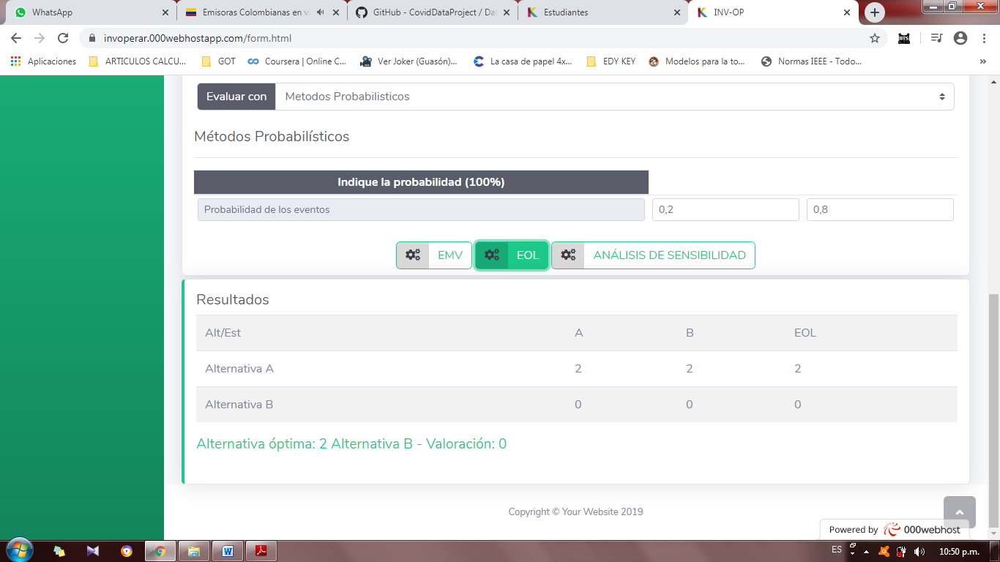 WhatsApp
Emisoras Colombianas en v
GitHub - CovidDataProject / Dat
Estudiantes
INV-OP
invoperar.000webhostapp.com/form.html
Aplicaciones
ARTICULOS CALCU...
GOT
Coursera | Online C...
Ver Joker (Guasón)...
La casa de papel 4x...
EDY KEY
Modelos para la to...
Normas IEEE - Todo...
»
Evaluar con
Metodos Probabilisticos
Métodos Probabilísticos
Indique la probabilidad (100%)
Probabilidad de los eventos
0,2
0,8
EMV
EOL
ANÁLISIS DE SENSIBILIDAD
Resultados
Alt/Est A B EOL
Alternativa A 2 2 2
Alternativa B 0 0 0
Alternativa óptima: 2 Alternativa B - Valoración: 0
Copyright © Your Website 2019
Powered by 000webhost
ES
10:50 p.m.